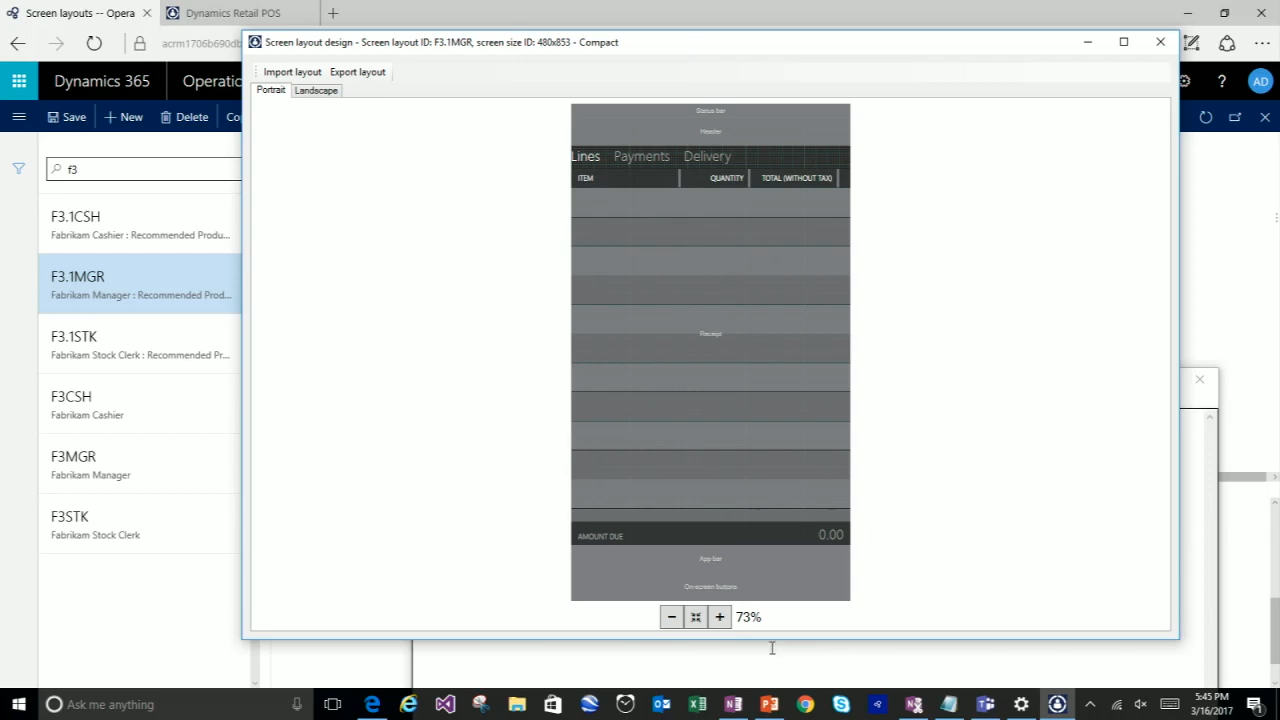 Screen layouts -- Opera
Dynamics Retail POS
acrm1706b690db
Screen layout design - Screen layout ID: F3.1MGR, screen size ID: 480x853 - Compact
Import layout Export layout
Portrait Landscape
Dynamics 365 Operatic
? AD
Save + New Delete Co
f3
F3.1CSH
Fabrikam Cashier : Recommended Produ...
F3.1MGR
Fabrikam Manager : Recommended Prod...
F3.1STK
Fabrikam Stock Clerk : Recommended Pr...
F3CSH
Fabrikam Cashier
F3MGR
Fabrikam Manager
F3STK
Fabrikam Stock Clerk
Status bar
Header
Lines Payments Delivery
ITEM QUANTITY TOTAL (WITHOUT TAX)
Receipt
AMOUNT DUE 0.00
App bar
On-screen buttons
− + 73%
Ask me anything
5:45 PM
3/16/2017